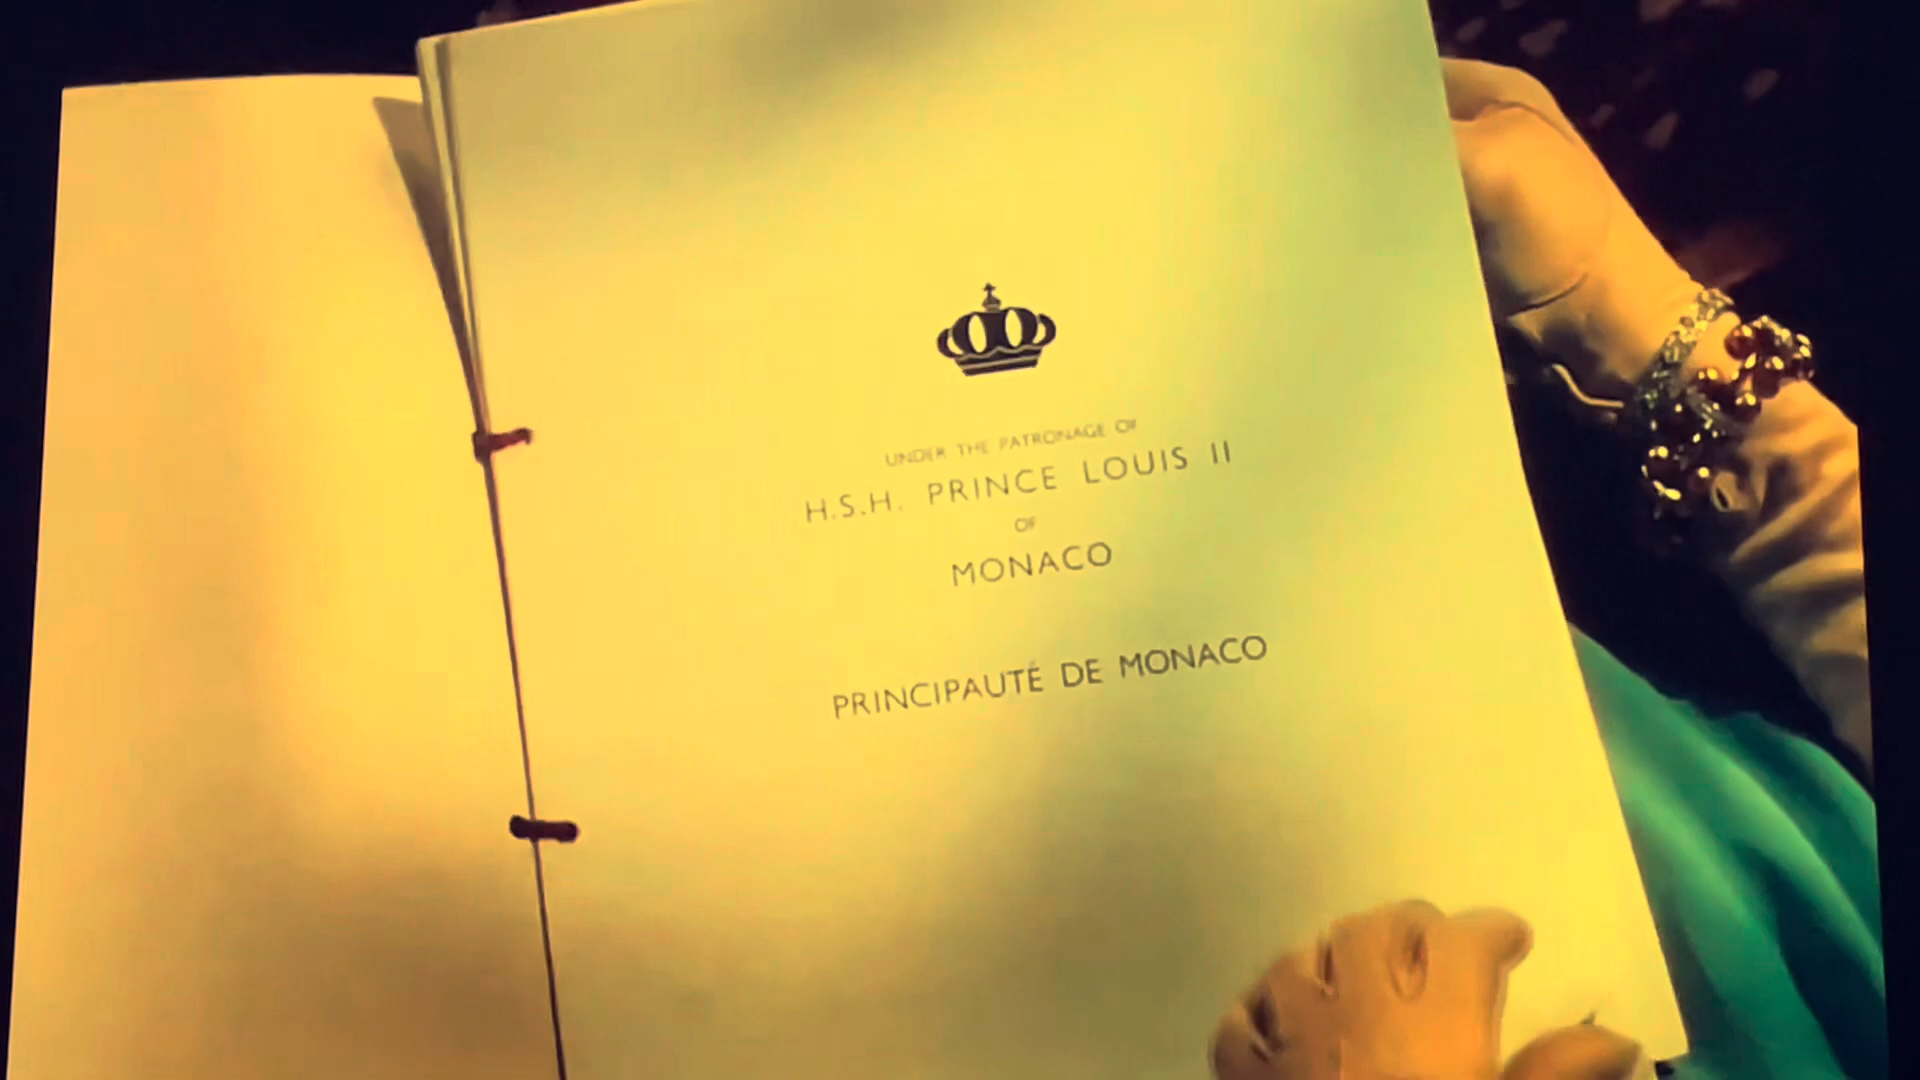 UNDER THE PATRONAGE OF
H.S.H. PRINCE LOUIS II
OF
MONACO
PRINCIPAUTÉ DE MONACO